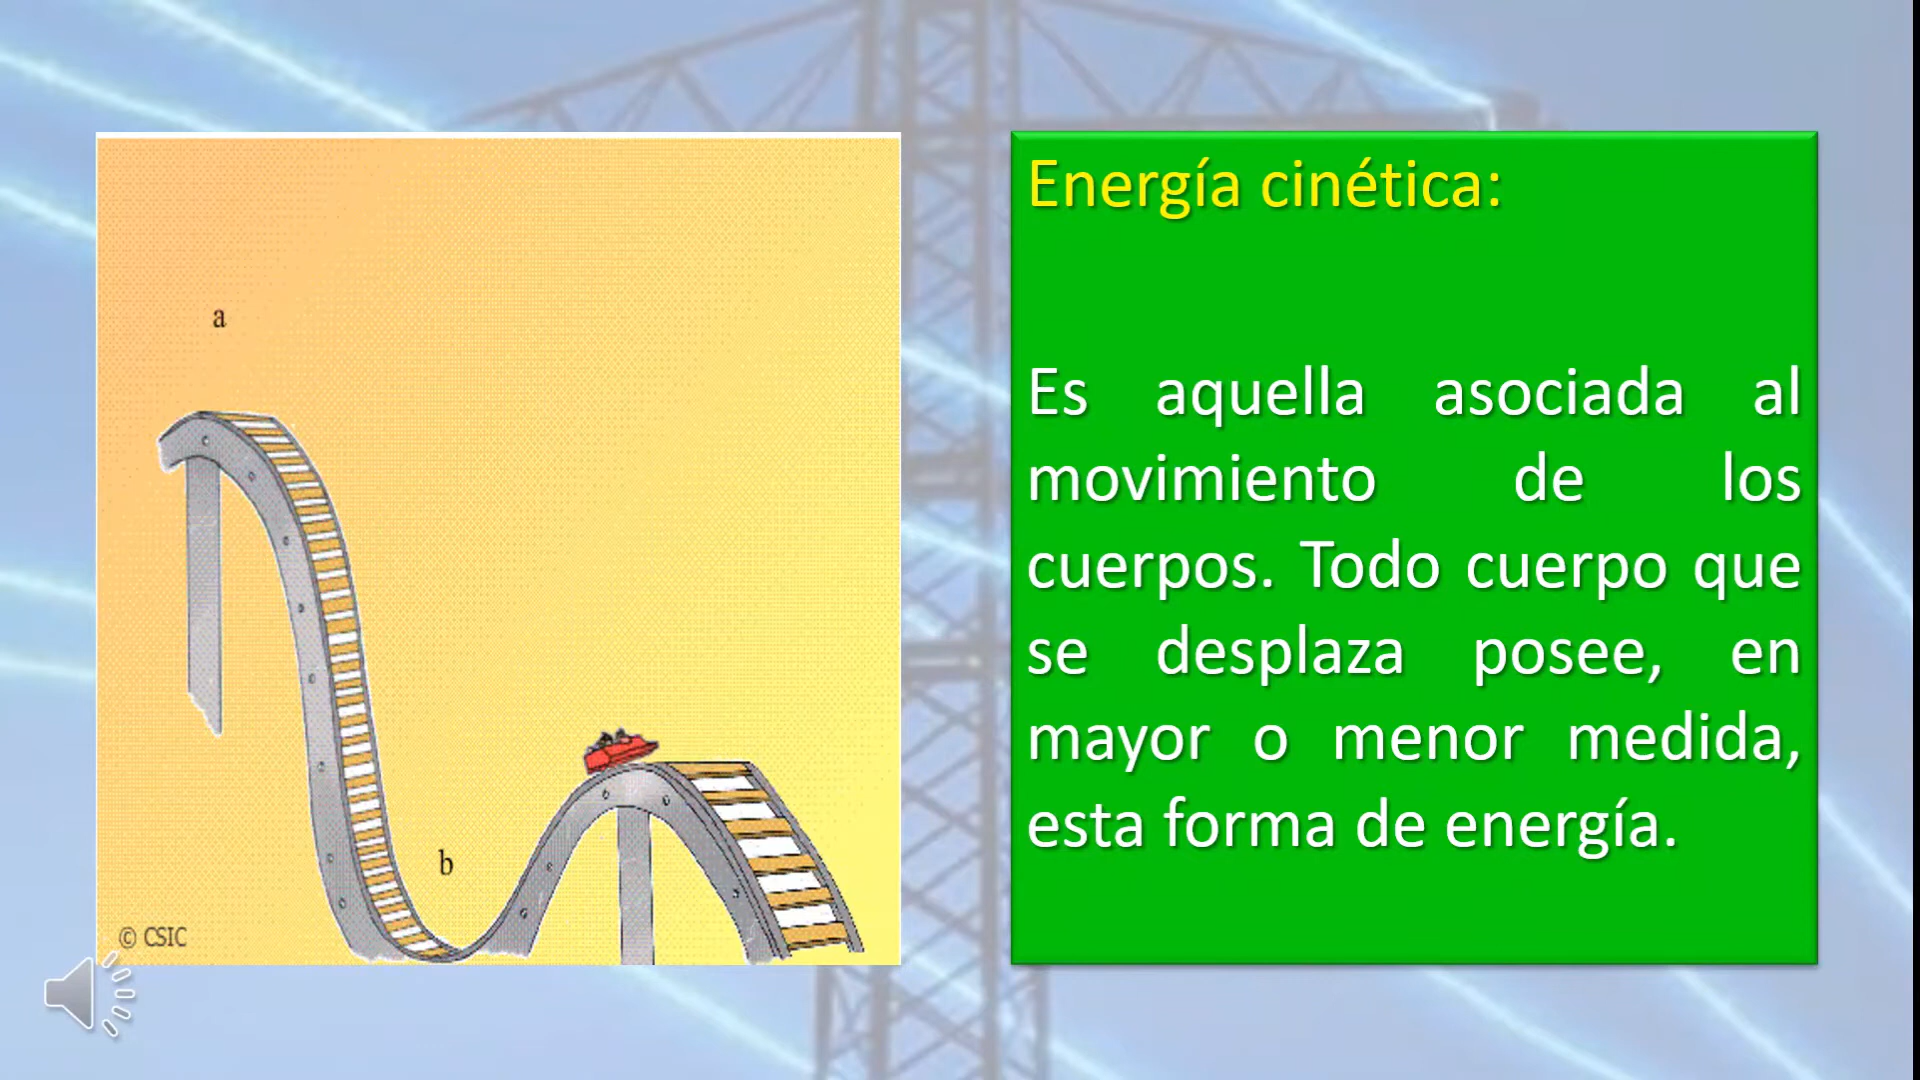 a
b
© CSIC
Energía cinética:
Es aquella asociada al
movimiento de los
cuerpos. Todo cuerpo que
se desplaza posee, en
mayor o menor medida,
esta forma de energía.